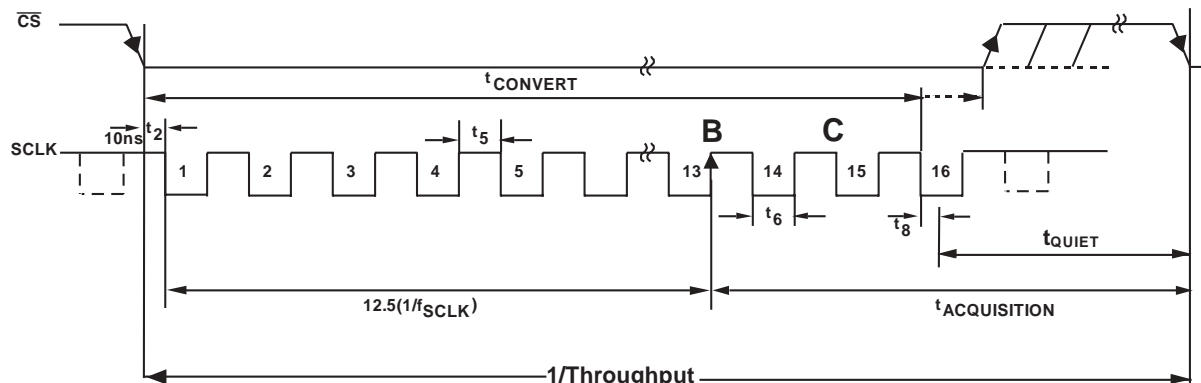 CS
tCONVERT
10ns t2
t5
B
C
SCLK
1 2 3 4 5 13 14 15 16
t6
t8
tQUIET
12.5(1/fSCLK)
tACQUISITION
1/Throughput